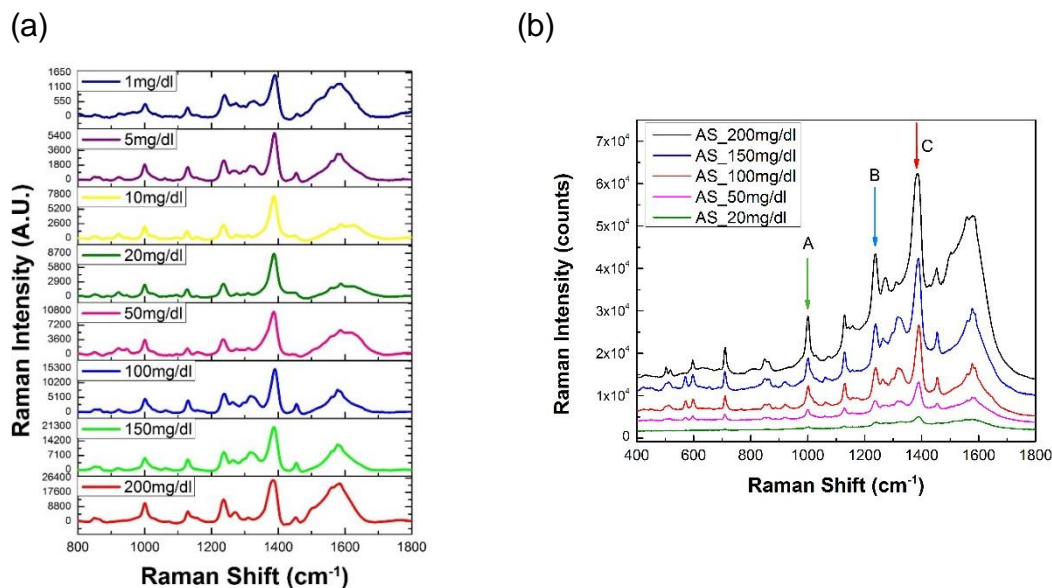 (a)
1650
1100
550
0
1mg/dl
5400
3600
1800
0
5mg/dl
7800
5200
2600
0
10mg/dl
8700
5800
2900
0
20mg/dl
10800
7200
3600
0
50mg/dl
15300
10200
5100
0
100mg/dl
21300
14200
7100
0
150mg/dl
26400
17600
8800
0
200mg/dl
Raman Intensity (A.U.)
800 1000 1200 1400 1600 1800
Raman Shift (cm-1)
(b)
AS_200mg/dl
AS_150mg/dl
AS_100mg/dl
AS_50mg/dl
AS_20mg/dl
A
B
C
7x10⁴
6x10⁴
5x10⁴
4x10⁴
3x10⁴
2x10⁴
1x10⁴
0
Raman Intensity (counts)
400 600 800 1000 1200 1400 1600 1800
Raman Shift (cm-1)